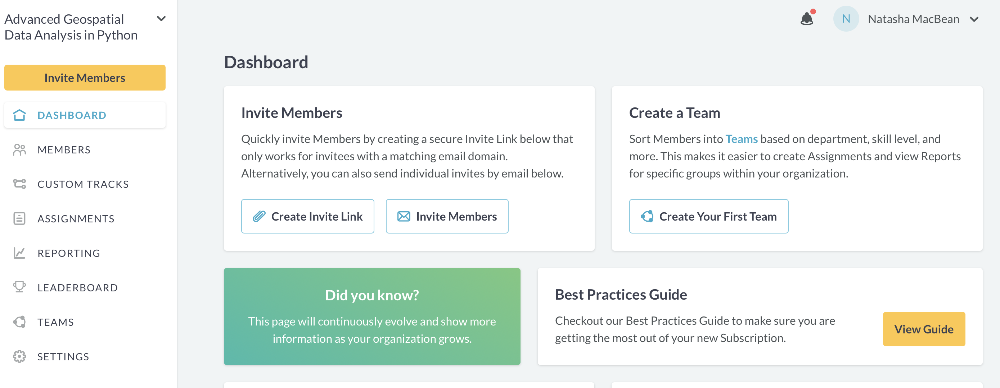 Advanced Geospatial
Data Analysis in Python
Invite Members
DASHBOARD
MEMBERS
CUSTOM TRACKS
ASSIGNMENTS
REPORTING
LEADERBOARD
TEAMS
SETTINGS
N
Natasha MacBean
Dashboard
Invite Members
Quickly invite Members by creating a secure Invite Link below that
only works for invitees with a matching email domain.
Alternatively, you can also send individual invites by email below.
Create Invite Link
Invite Members
Create a Team
Sort Members into Teams based on department, skill level, and
more. This makes it easier to create Assignments and view Reports
for specific groups within your organization.
Create Your First Team
Did you know?
This page will continuously evolve and show more
information as your organization grows.
Best Practices Guide
Checkout our Best Practices Guide to make sure you are
getting the most out of your new Subscription.
View Guide